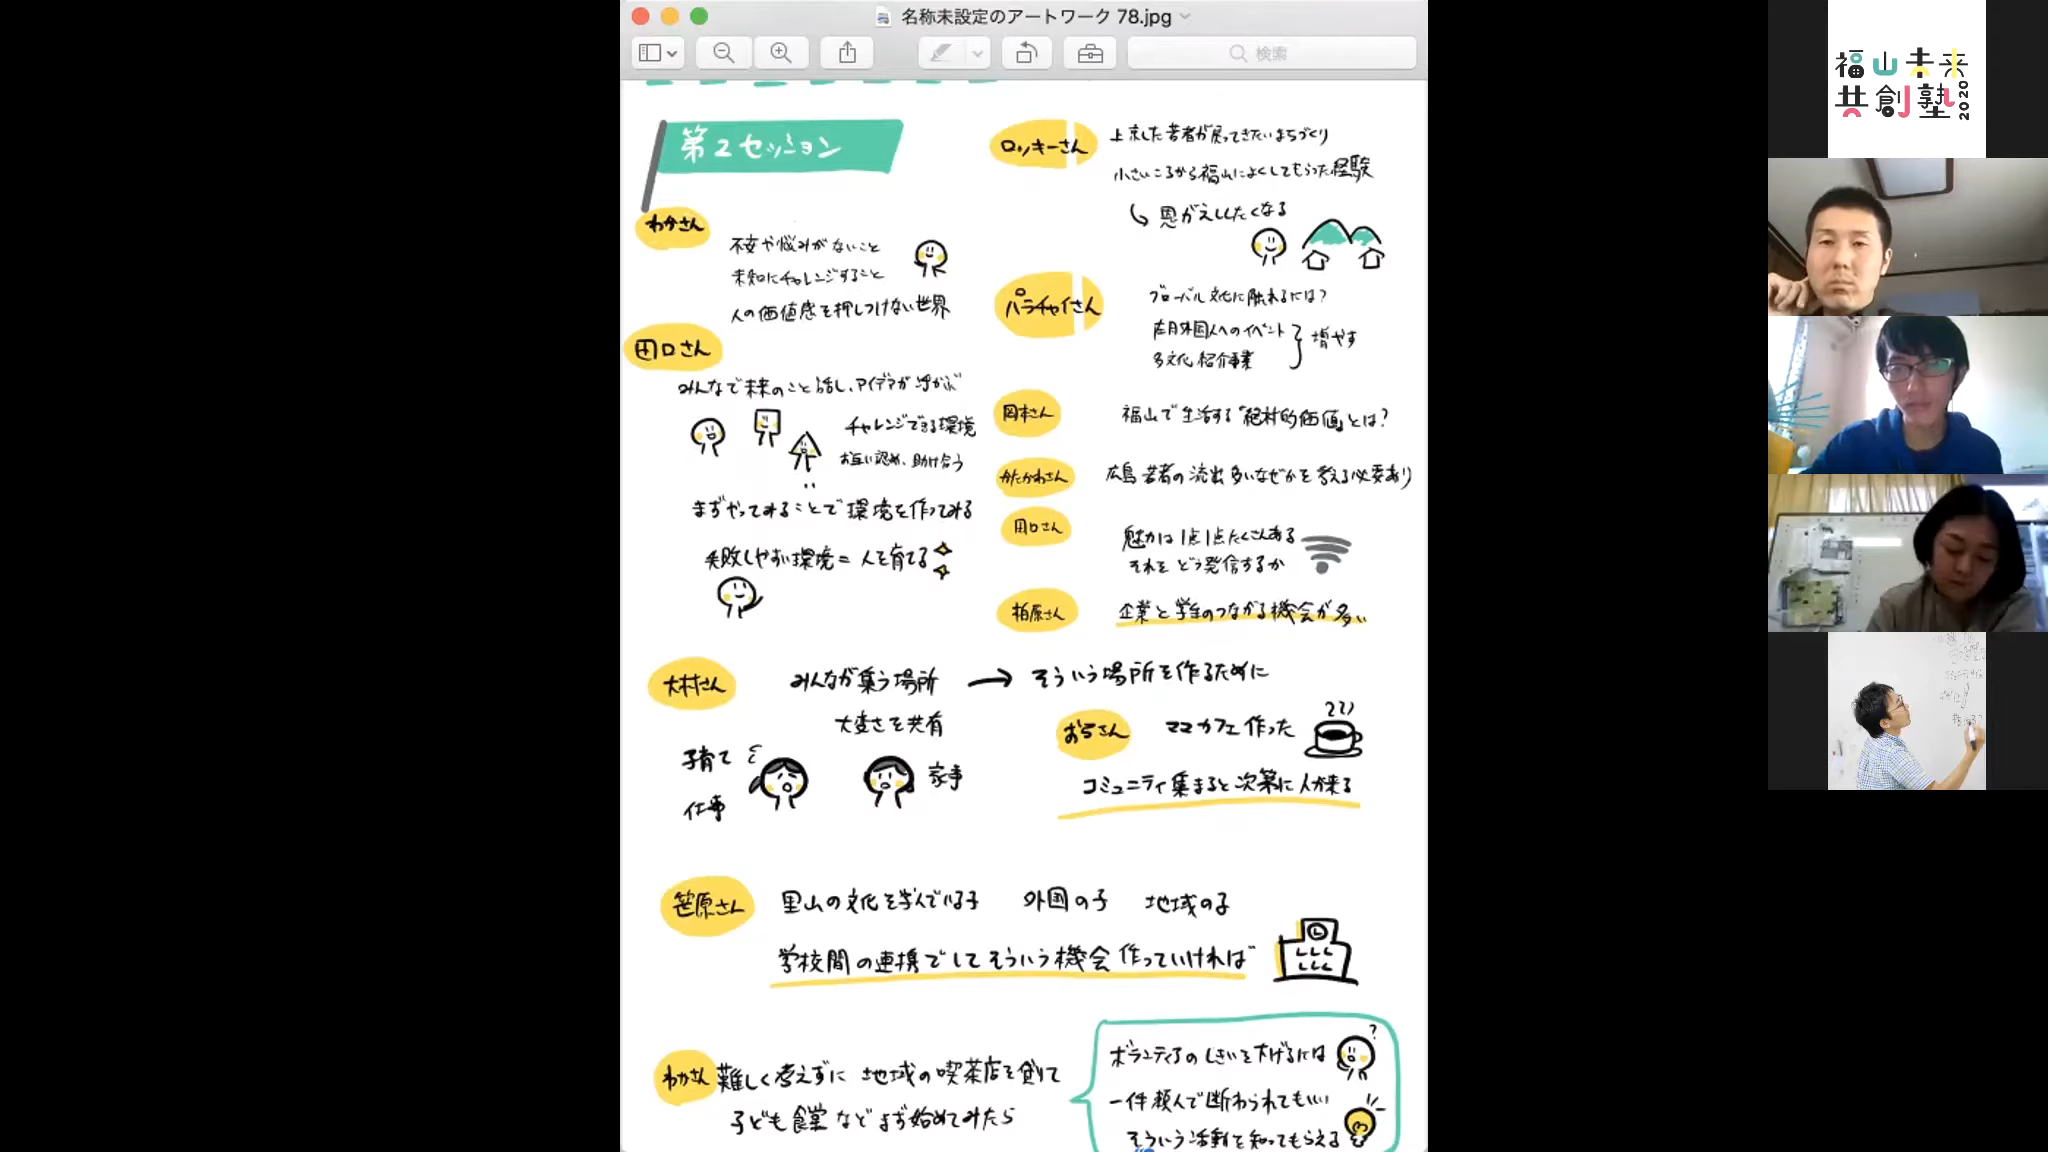 名称未設定のアートワーク 78.jpg
検索
第2セッション
わかさん
不安や悩みがないこと
未知にチャレンジすること
人の価値感を押しつけない世界
田口さん
みんなで未来のこと話し、アイデアが浮かぶ
チャレンジできる環境
お互い認め、助け合う
まずやってみることで環境を作ってみる
失敗しやすい環境=人を育てる
ロッキーさん
上京した若者が戻ってきたいまちづくり
小さいころから福山によくしてもらった経験
恩がえししたくなる
パラチャイさん
グローバル文化に触れるには?
在月外国人へのイベント
多文化紹介事業
増やす
岡本さん
福山で生活する"絶対的価値"とは?
かたかわさん
広島若者の流出多いなぜかを考える必要あり
田口さん
魅力は1点1点たくさんある
それをどう発信するか
柏原さん
企業と学生のつながる機会が多い
大村さん
みんなが集う場所
そういう場所を作るために
大変さを共有
子育て
仕事
家事
おうさん
ママカフェ作った
コミュニティ集まると次第に人が来る
笹原さん
里山の文化を学んでいる子
外国の子
地域の子
学校間の連携でしてそういう機会作っていければ
わかさん
難しく考えずに地域の喫茶店を貸りて
子ども食堂などまず始めてみたら
ボランティアのしきいを下げるには
?
一件頼んで断わられてもいい
そういう活動を知ってもらえる
福山未来
共創塾
2020